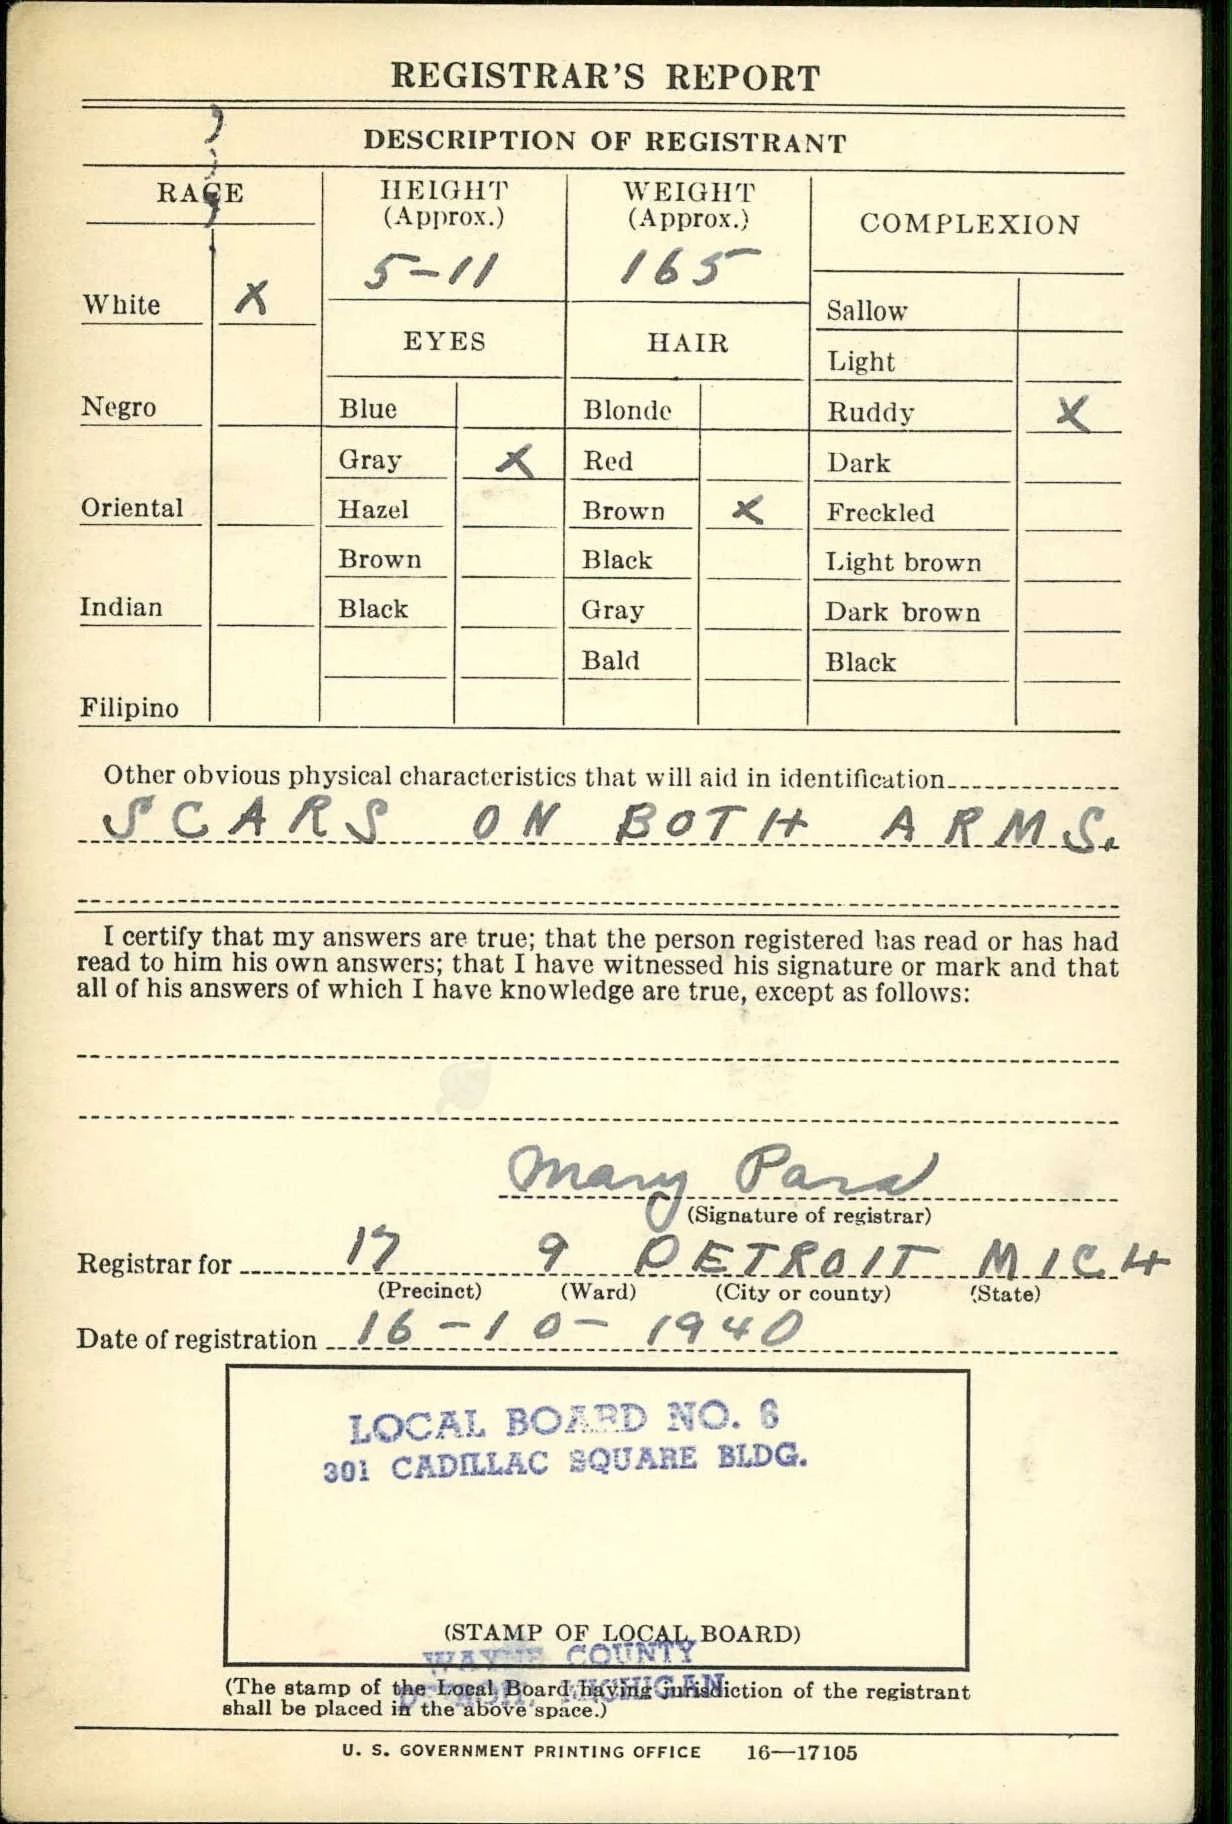 REGISTRAR'S REPORT
DESCRIPTION OF REGISTRANT
RACE
HEIGHT
(Approx.)
WEIGHT
(Approx.)
COMPLEXION
5-11
165
White X
Sallow
EYES
HAIR
Light
Negro
Blue
Blonde
Ruddy X
Gray X
Red
Dark
Oriental
Hazel
Brown X
Freckled
Brown
Black
Light brown
Indian
Black
Gray
Dark brown
Bald
Black
Filipino
Other obvious physical characteristics that will aid in identification
SCARS ON BOTH ARMS.
I certify that my answers are true; that the person registered has read or has had
read to him his own answers; that I have witnessed his signature or mark and that
all of his answers of which I have knowledge are true, except as follows:
Mary
(Signature of registrar)
Registrar for 17 9 DETROIT MICH
(Precinct) (Ward) (City or county) (State)
Date of registration 16-10-1940
LOCAL BOARD NO. 6
301 CADILLAC SQUARE BLDG.
(STAMP OF LOCAL BOARD)
WAYNE COUNTY
DETROIT, MICHIGAN
(The stamp of the Local Board having jurisdiction of the registrant
shall be placed in the above space.)
U. S. GOVERNMENT PRINTING OFFICE 16—17105